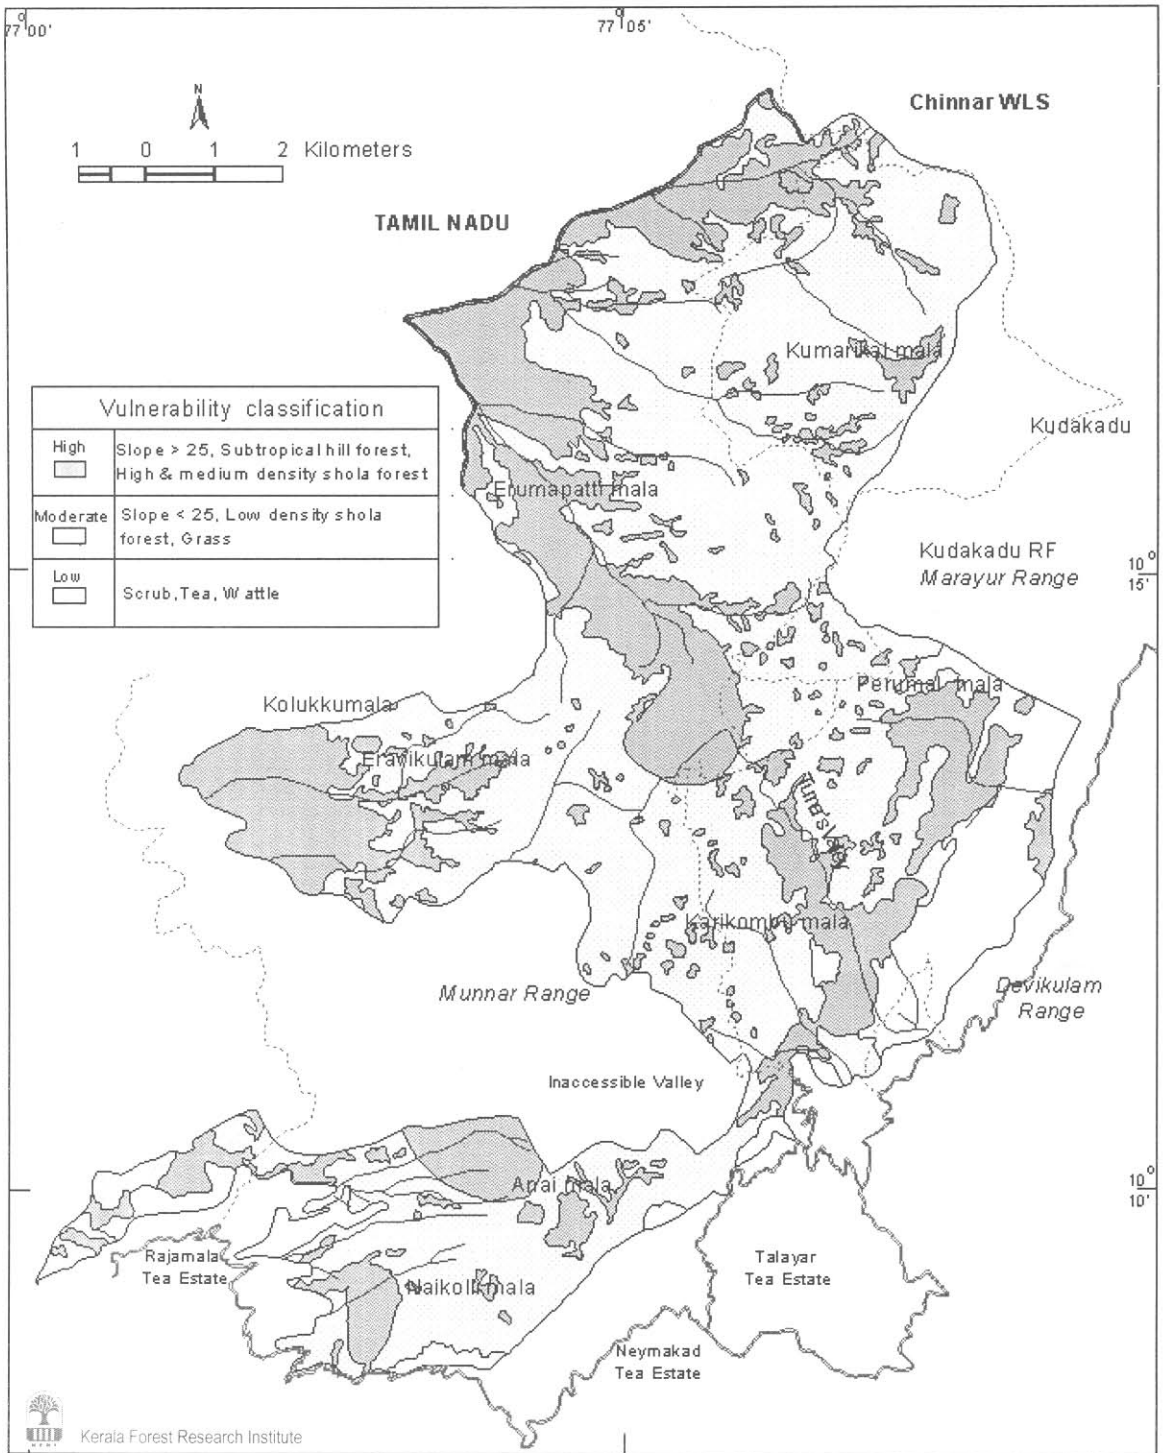 77° 00'
77° 05'
Chinnar WLS
N
1 0 1 2 Kilometers
TAMIL NADU
Kumarikal mala
Vulnerability classification
High
Slope > 25, Subtropical hill forest,
High & medium density shola forest
Moderate
Slope < 25, Low density shola
forest, Grass
Low
Scrub, Tea, Wattle
Kudakadu
Erumapatti mala
Kudakadu RF
Marayur Range
10° 15'
Perumal mala
Kolukkumala
Eravikulam mala
Karikombu mala
Munnar Range
Devikulam
Range
Inaccessible Valley
10° 10'
Anai mala
Rajamala
Tea Estate
Talayar
Tea Estate
Naikolli mala
Neymakad
Tea Estate
Kerala Forest Research Institute